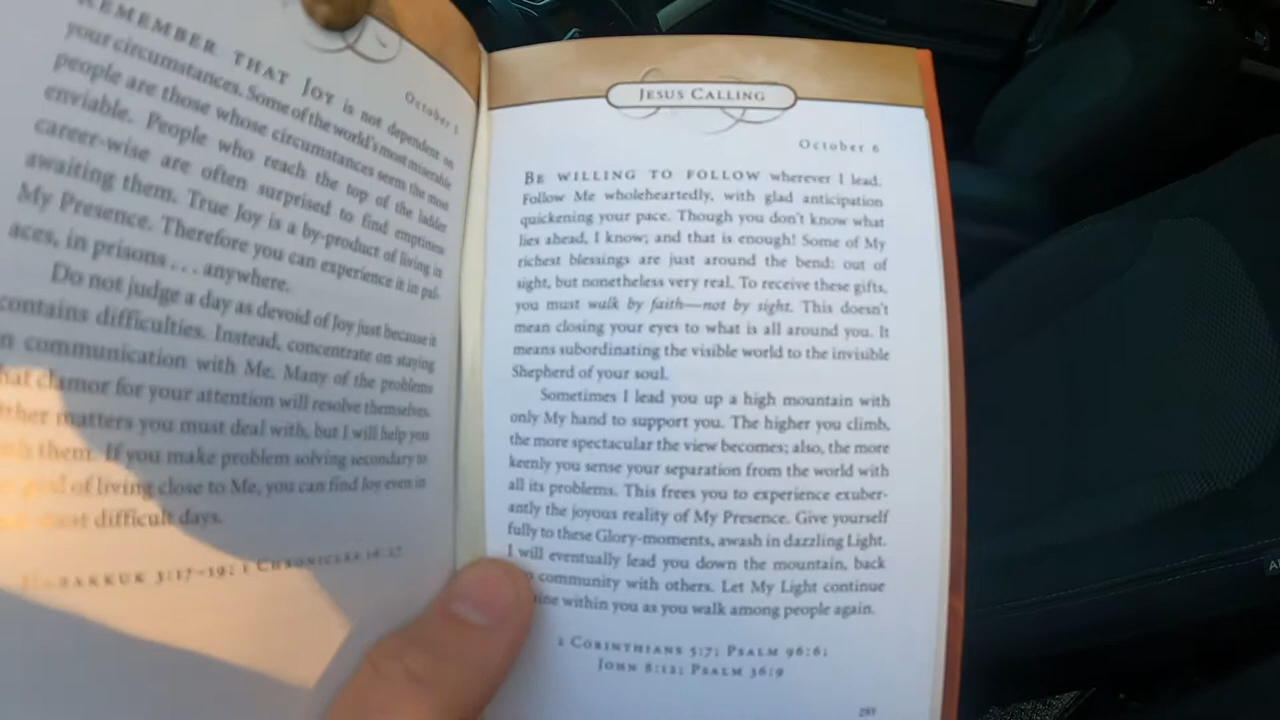 REMEMBER THAT JOY is not dependent on
your circumstances. Some of the world's most miserable
people are those whose circumstances seem the most
enviable. People who reach the top of the ladder
career-wise are often surprised to find emptiness
awaiting them. True Joy is a by-product of living in
My Presence. Therefore you can experience it in pal-
aces, in prisons . . . anywhere.
Do not judge a day as devoid of Joy just because it
contains difficulties. Instead, concentrate on staying
communication with Me. Many of the problems
clamor for your attention will resolve themselves.
matters you must deal with, but I will help you
them. If you make problem solving secondary to
of living close to Me, you can find Joy even in
difficult days.
3:17–19; 1 CHRONICLES 16:27
October
JESUS CALLING
October 6
BE WILLING TO FOLLOW wherever I lead.
Follow Me wholeheartedly, with glad anticipation
quickening your pace. Though you don't know what
lies ahead, I know; and that is enough! Some of My
richest blessings are just around the bend: out of
sight, but nonetheless very real. To receive these gifts,
you must walk by faith—not by sight. This doesn't
mean closing your eyes to what is all around you. It
means subordinating the visible world to the invisible
Shepherd of your soul.
Sometimes I lead you up a high mountain with
only My hand to support you. The higher you climb,
the more spectacular the view becomes; also, the more
keenly you sense your separation from the world with
all its problems. This frees you to experience exuber-
antly the joyous reality of My Presence. Give yourself
fully to these Glory-moments, awash in dazzling Light.
I will eventually lead you down the mountain, back
community with others. Let My Light continue
within you as you walk among people again.
2 CORINTHIANS 5:7; PSALM 96:6;
JOHN 8:12; PSALM 36:9
289